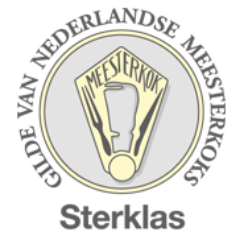 GILDE VAN NEDERLANDSE MEESTERKOKS
MEESTERKOK
Sterklas